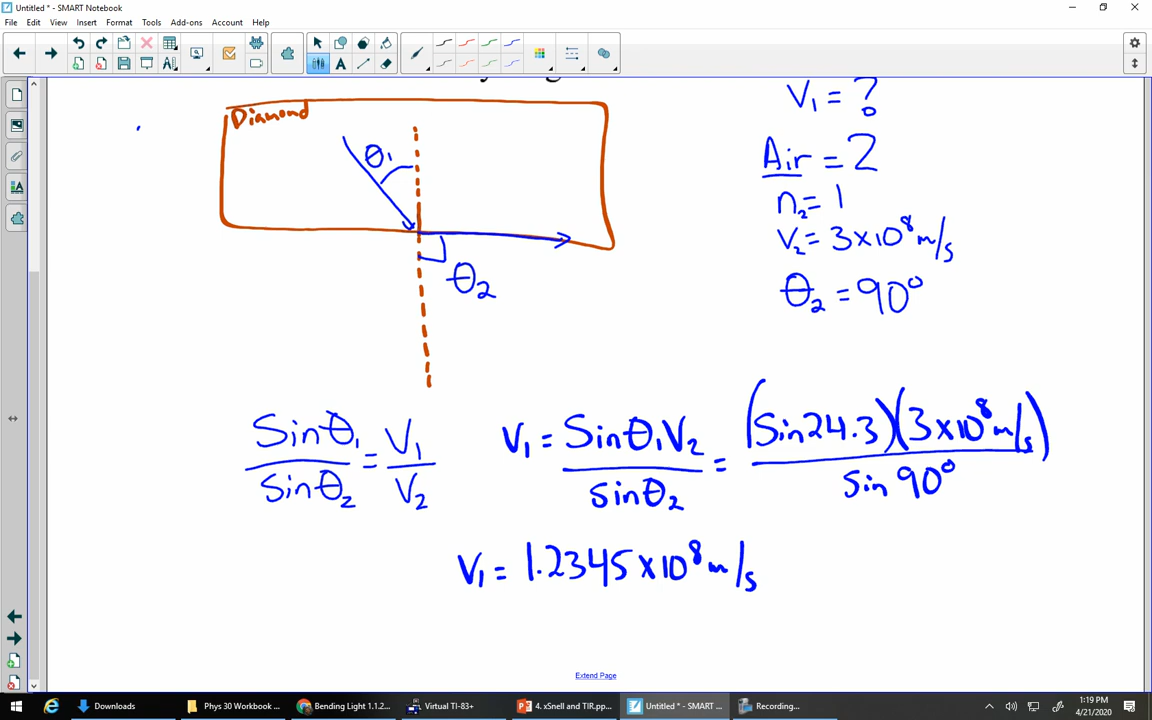 Untitled * - SMART Notebook
File Edit View Insert Format Tools Add-ons Account Help
Diamond
θ1
θ2
V1 = ?
Air = 2
n2 = 1
V2 = 3×10⁸ m/s
θ2 = 90°
Sinθ1/Sinθ2 = V1/V2
V1 = Sinθ1V2/sinθ2 = (Sin24.3)(3×10⁸ m/s)/sin 90°
V1 = 1.2345×10⁸ m/s
Extend Page
Downloads
Phys 30 Workbook ...
Bending Light 1.1.2...
Virtual TI-83+
4. xSnell and TIR.pp...
Untitled * - SMART ...
Recording...
1:19 PM
4/21/2020